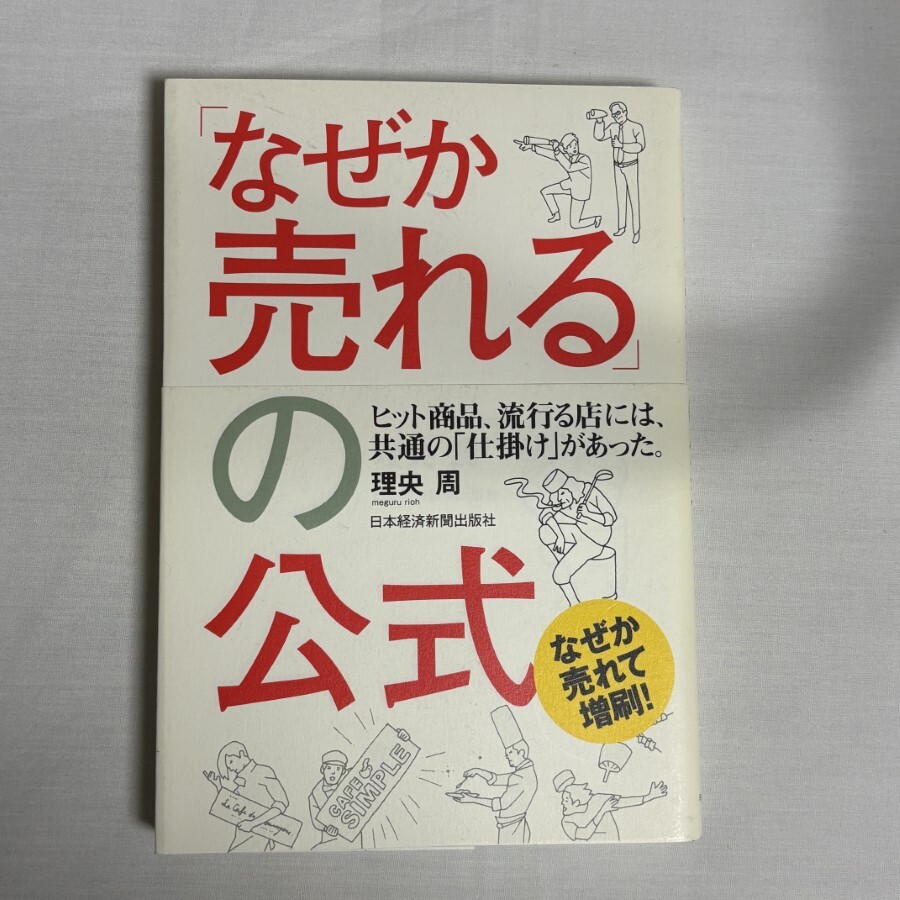 「なぜか
売れる」
の
公式
ヒット商品、流行る店には、
共通の「仕掛け」があった。
理央 周
meguru rioh
日本経済新聞出版社
なぜか
売れて
増刷!
CAFE
SIMPLE